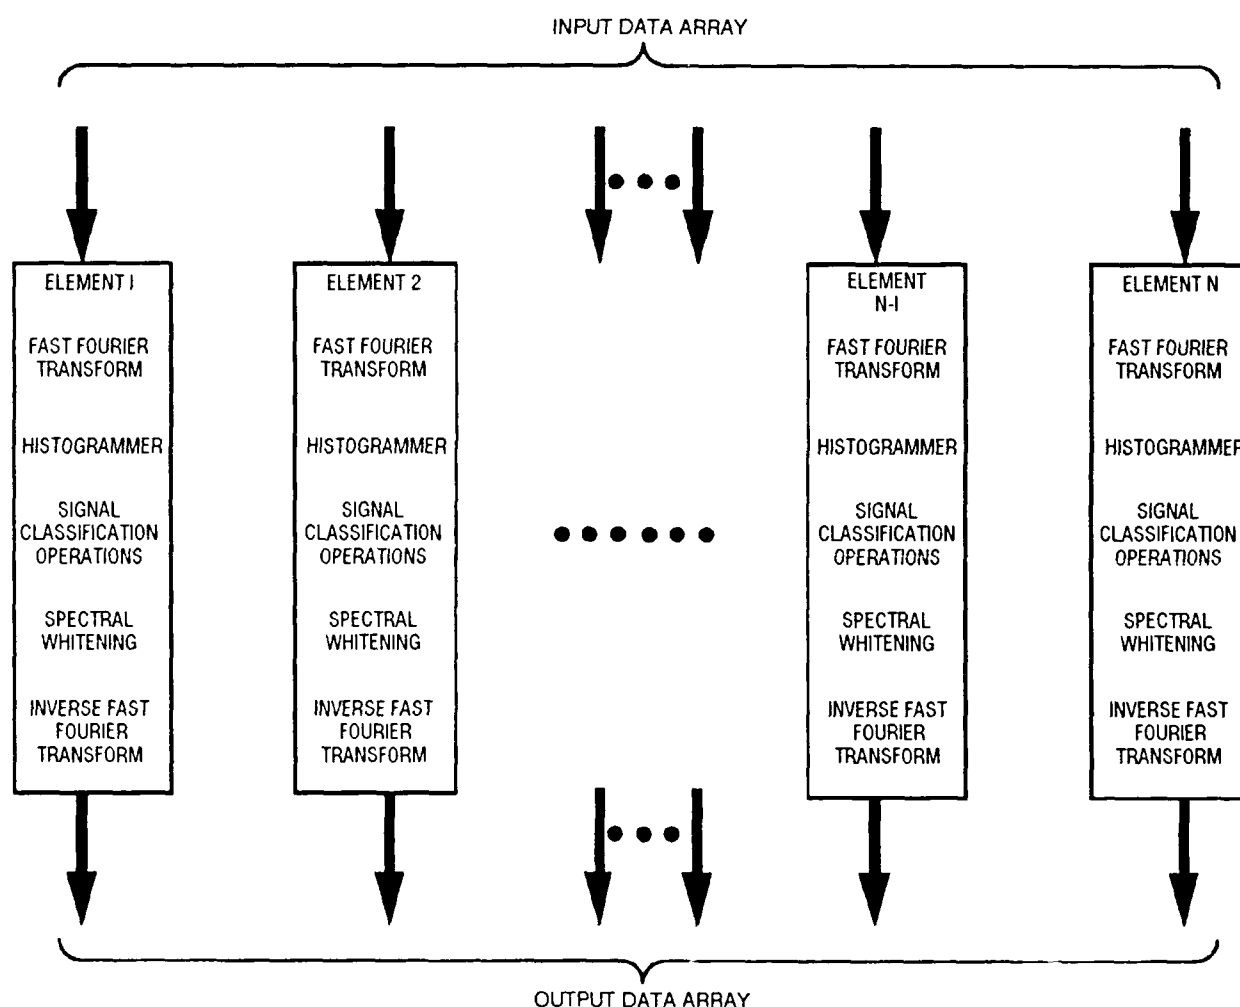 INPUT DATA ARRAY
ELEMENT 1
FAST FOURIER
TRANSFORM
HISTOGRAMMER
SIGNAL
CLASSIFICATION
OPERATIONS
SPECTRAL
WHITENING
INVERSE FAST
FOURIER
TRANSFORM
ELEMENT 2
FAST FOURIER
TRANSFORM
HISTOGRAMMER
SIGNAL
CLASSIFICATION
OPERATIONS
SPECTRAL
WHITENING
INVERSE FAST
FOURIER
TRANSFORM
ELEMENT
N-1
FAST FOURIER
TRANSFORM
HISTOGRAMMER
SIGNAL
CLASSIFICATION
OPERATIONS
SPECTRAL
WHITENING
INVERSE FAST
FOURIER
TRANSFORM
ELEMENT N
FAST FOURIER
TRANSFORM
HISTOGRAMMER
SIGNAL
CLASSIFICATION
OPERATIONS
SPECTRAL
WHITENING
INVERSE FAST
FOURIER
TRANSFORM
OUTPUT DATA ARRAY